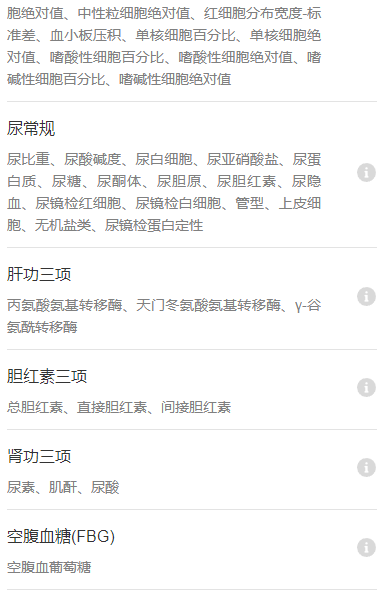 胞绝对值、中性粒细胞绝对值、红细胞分布宽度-标
准差、血小板压积、单核细胞百分比、单核细胞绝
对值、嗜酸性细胞百分比、嗜酸性细胞绝对值、嗜
碱性细胞百分比、嗜碱性细胞绝对值
尿常规
尿比重、尿酸碱度、尿白细胞、尿亚硝酸盐、尿蛋
白质、尿糖、尿酮体、尿胆原、尿胆红素、尿隐
血、尿镜检红细胞、尿镜检白细胞、管型、上皮细
胞、无机盐类、尿镜检蛋白定性
肝功三项
丙氨酸氨基转移酶、天门冬氨酸氨基转移酶、γ-谷
氨酰转移酶
胆红素三项
总胆红素、直接胆红素、间接胆红素
肾功三项
尿素、肌酐、尿酸
空腹血糖(FBG)
空腹血葡萄糖